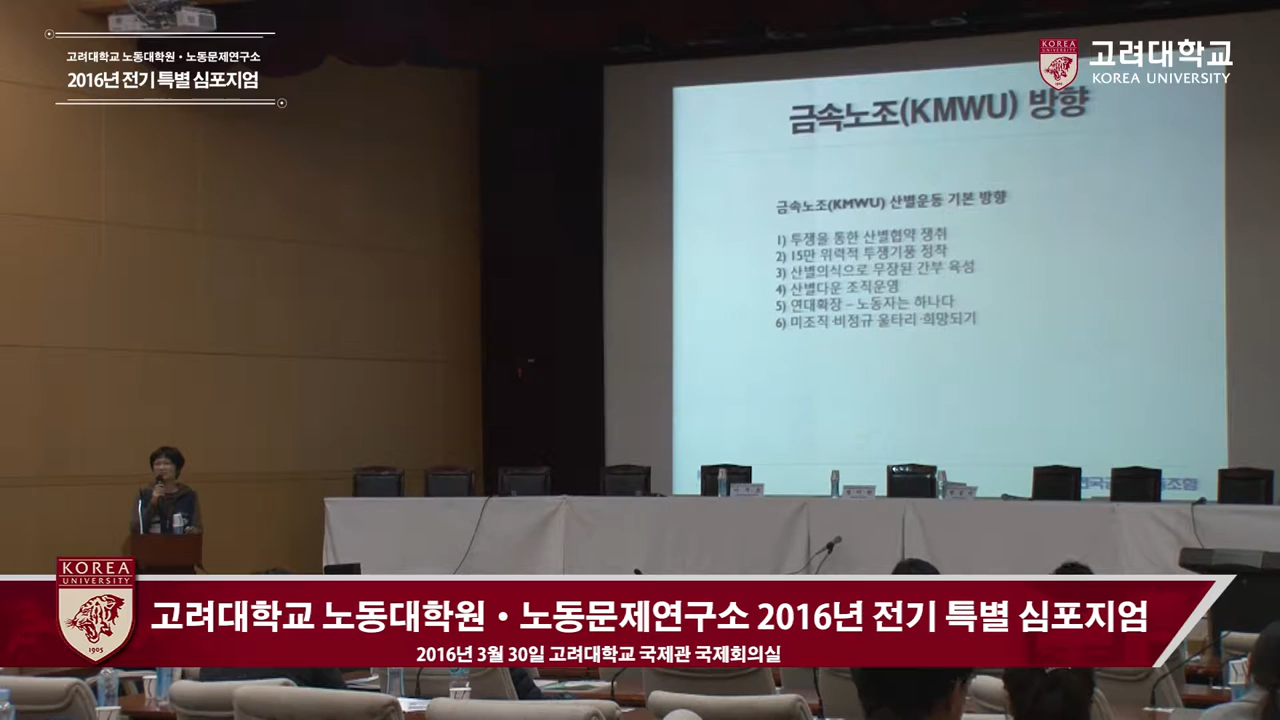 고려대학교 노동대학원 • 노동문제연구소
2016년 전기 특별 심포지엄
KOREA
UNIVERSITY
1905
고려대학교
KOREA UNIVERSITY
금속노조(KMWU) 방향
금속노조(KMWU) 산별운동 기본 방향
1) 투쟁을 통한 산별협약 쟁취
2) 15만 위력적 투쟁기풍 정착
3) 산별의식으로 무장된 간부 육성
4) 산별다운 조직운영
5) 연대확장 – 노동자는 하나다
6) 미조직·비정규 울타리·희망되기
KOREA
UNIVERSITY
1905
고려대학교 노동대학원 • 노동문제연구소 2016년 전기 특별 심포지엄
2016년 3월 30일 고려대학교 국제관 국제회의실